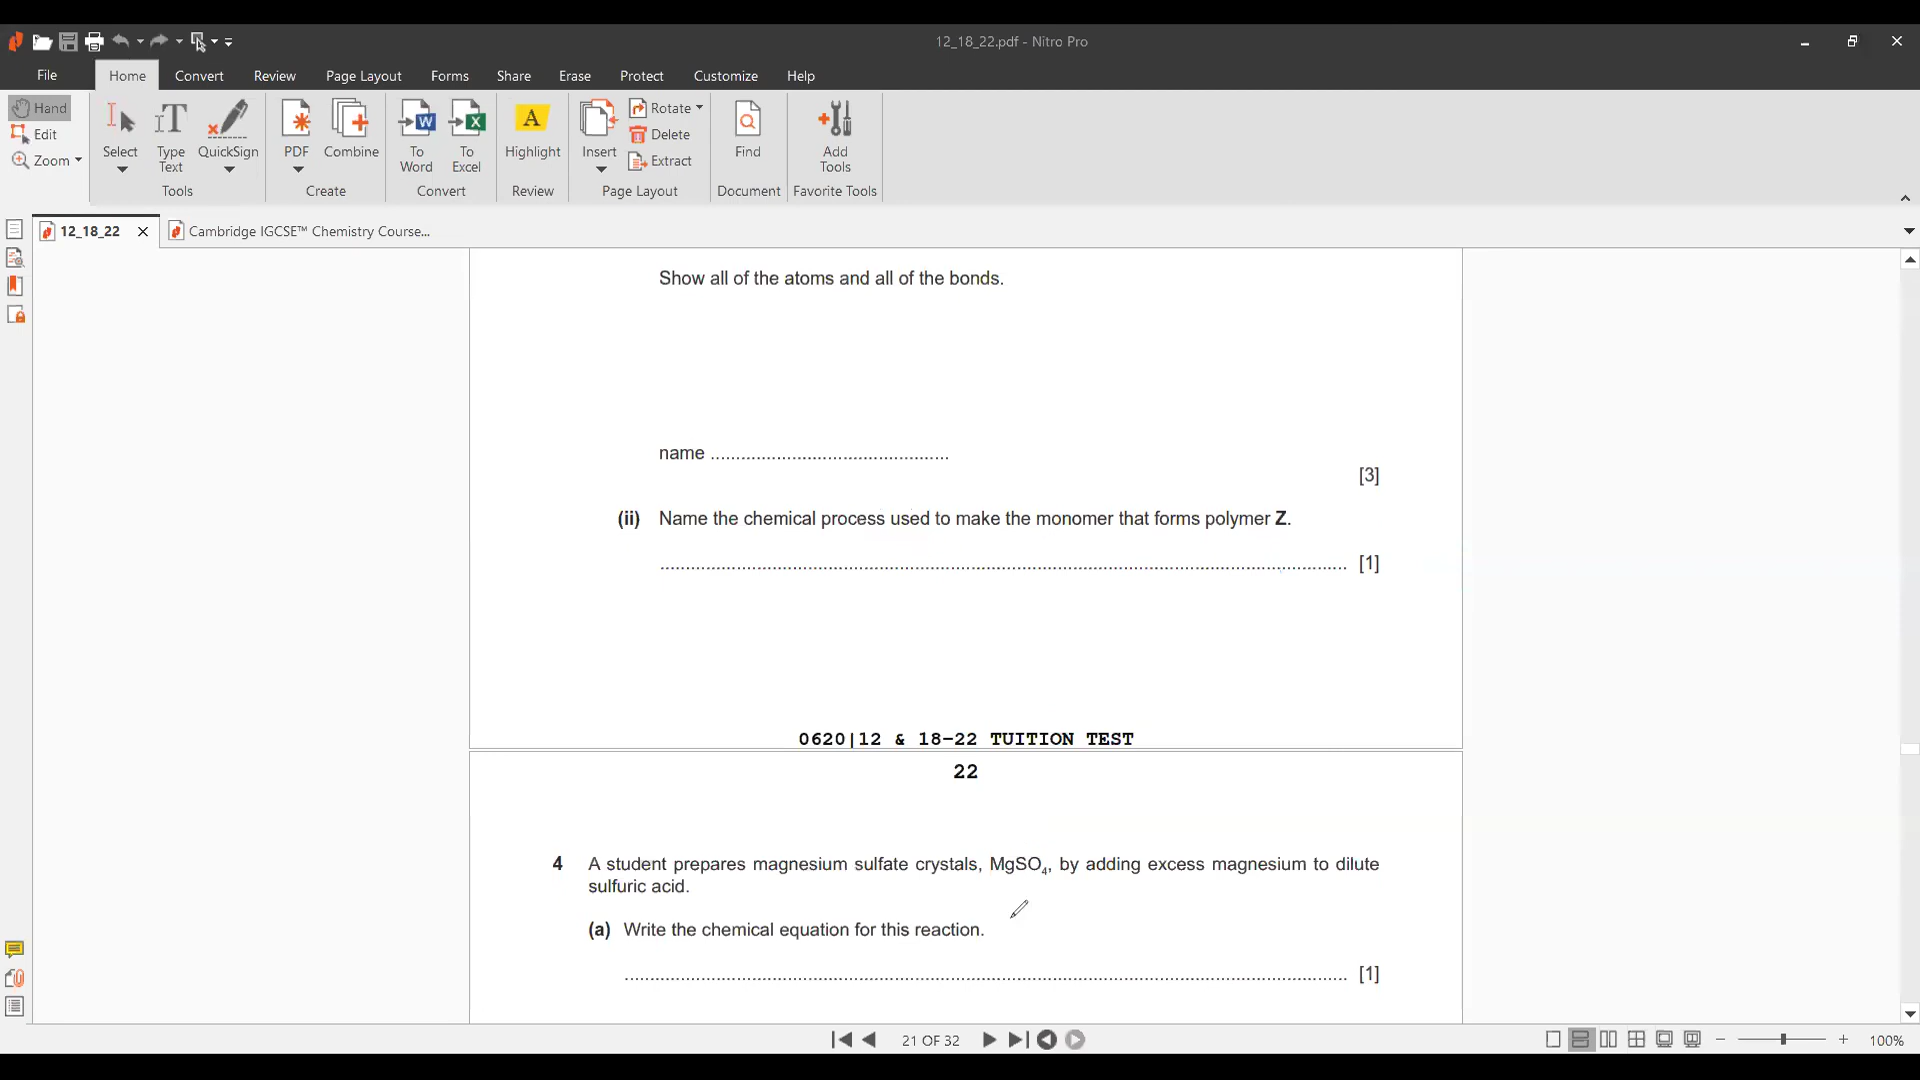 12_18_22.pdf - Nitro Pro
File Home Convert Review Page Layout Forms Share Erase Protect Customize Help
Hand
Edit
Zoom
Select
Type Text
QuickSign
Tools
PDF
Combine
Create
To Word
To Excel
Convert
Highlight
Review
Insert
Rotate
Delete
Extract
Page Layout
Find
Document
Add Tools
Favorite Tools
12_18_22
Cambridge IGCSE™ Chemistry Course...
Show all of the atoms and all of the bonds.
name ..............................................
[3]
(ii) Name the chemical process used to make the monomer that forms polymer Z.
...................................................................................................................................... [1]
0620|12 & 18-22 TUITION TEST
22
4 A student prepares magnesium sulfate crystals, MgSO₄, by adding excess magnesium to dilute
sulfuric acid.
(a) Write the chemical equation for this reaction.
............................................................................................................................................. [1]
21 OF 32
100%